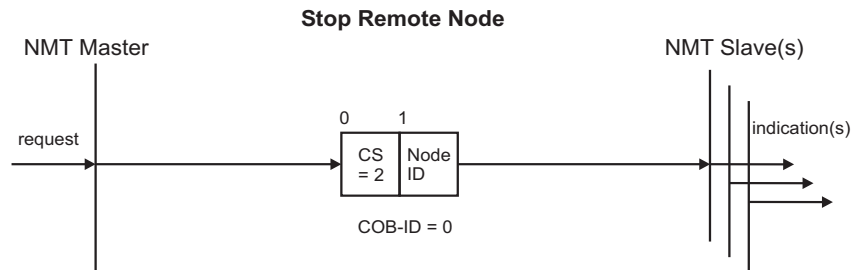 Stop Remote Node
NMT Master
NMT Slave(s)
0 1
request
indication(s)
CS
= 2
Node
ID
COB-ID = 0